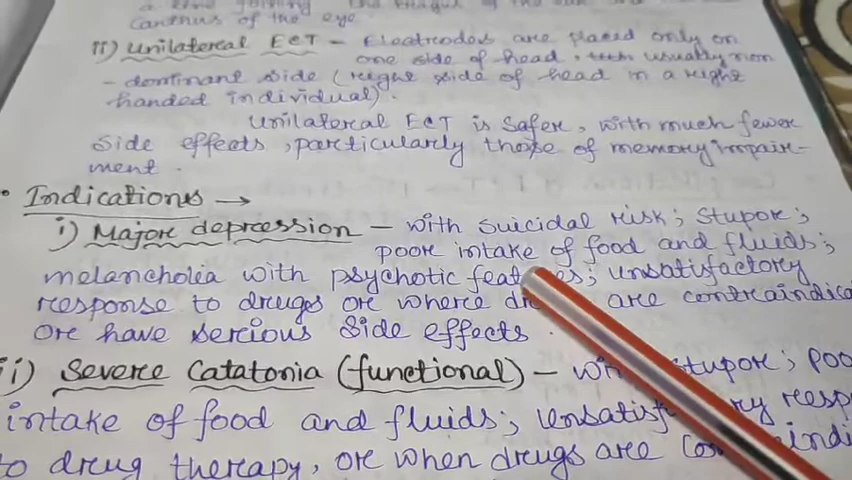 Canthus of the eye.
ii) Unilateral ECT - Electrodes are placed only on
one side of head, usually non
- dominant side (right side of head in a right
handed individual).
Unilateral ECT is safer, with much fewer
side effects, particularly those of memory impair-
ment.
• Indications →
i) Major depression - with suicidal risk; stupor;
poor intake of food and fluids;
melancholia with psychotic features; unsatisfactory
response to drugs or where are contraindica
or have serious side effects.
ii) Severe Catatonia (functional) - with stupor; poo
intake of food and fluids; unsatisfactory resp
to drug therapy, or when drugs are